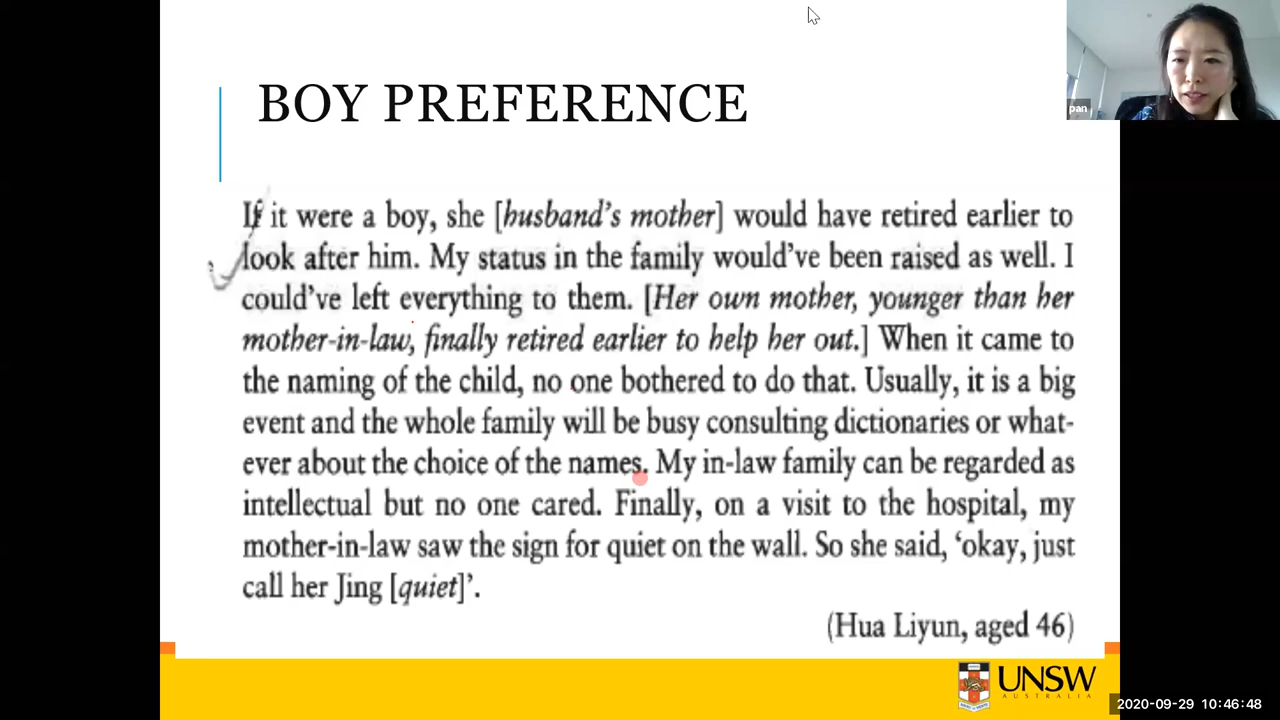 BOY PREFERENCE
pan
If it were a boy, she [husband's mother] would have retired earlier to
look after him. My status in the family would've been raised as well. I
could've left everything to them. [Her own mother, younger than her
mother-in-law, finally retired earlier to help her out.] When it came to
the naming of the child, no one bothered to do that. Usually, it is a big
event and the whole family will be busy consulting dictionaries or what-
ever about the choice of the names. My in-law family can be regarded as
intellectual but no one cared. Finally, on a visit to the hospital, my
mother-in-law saw the sign for quiet on the wall. So she said, 'okay, just
call her Jing [quiet]'.
(Hua Liyun, aged 46)
UNSW
AUSTRALIA
2020-09-29 10:46:48